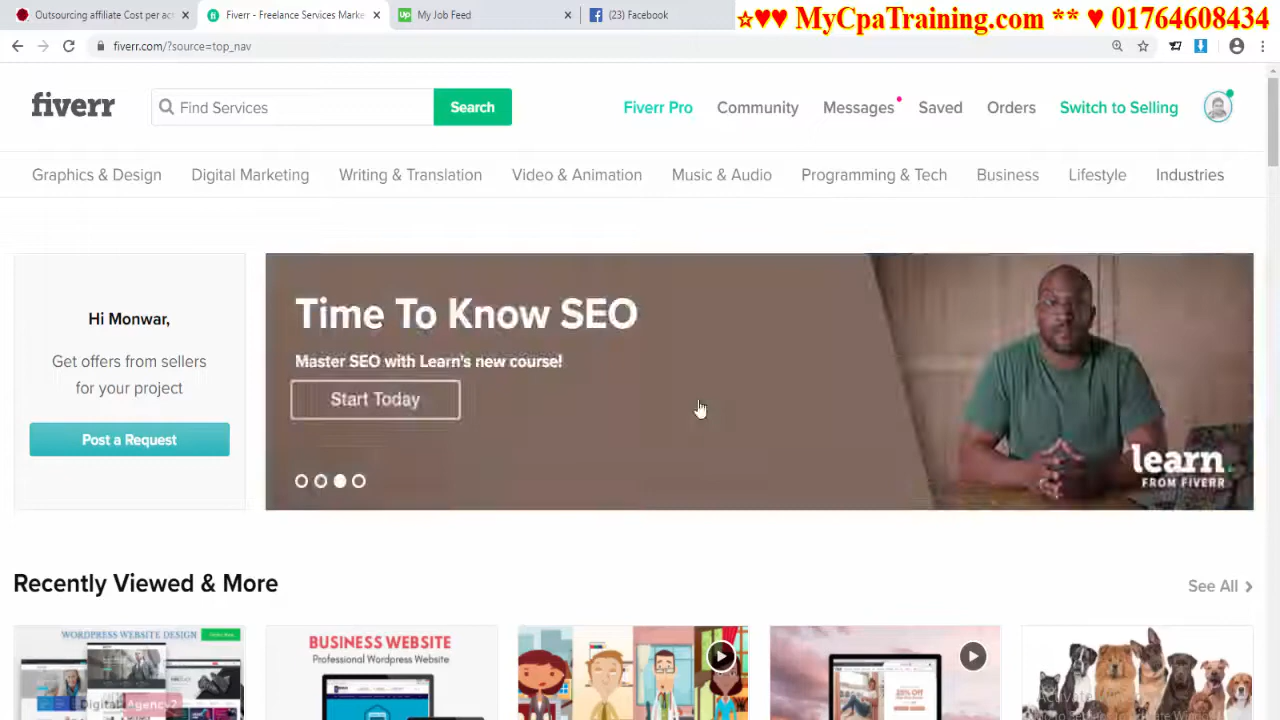 Outsourcing affiliate Cost per act
Fiverr - Freelance Services Marke
My Job Feed
(23) Facebook
☆♥♥ MyCpaTraining.com ** ♥ 01764608434
fiverr.com/?source=top_nav
fiverr
Find Services
Search
Fiverr Pro
Community
Messages
Saved
Orders
Switch to Selling
Graphics & Design
Digital Marketing
Writing & Translation
Video & Animation
Music & Audio
Programming & Tech
Business
Lifestyle
Industries
Hi Monwar,
Get offers from sellers
for your project
Post a Request
Time To Know SEO
Master SEO with Learn's new course!
Start Today
learn.
FROM FIVERR
Recently Viewed & More
See All
WORDPRESS WEBSITE DESIGN
BUSINESS WEBSITE
Professional Wordpress Website